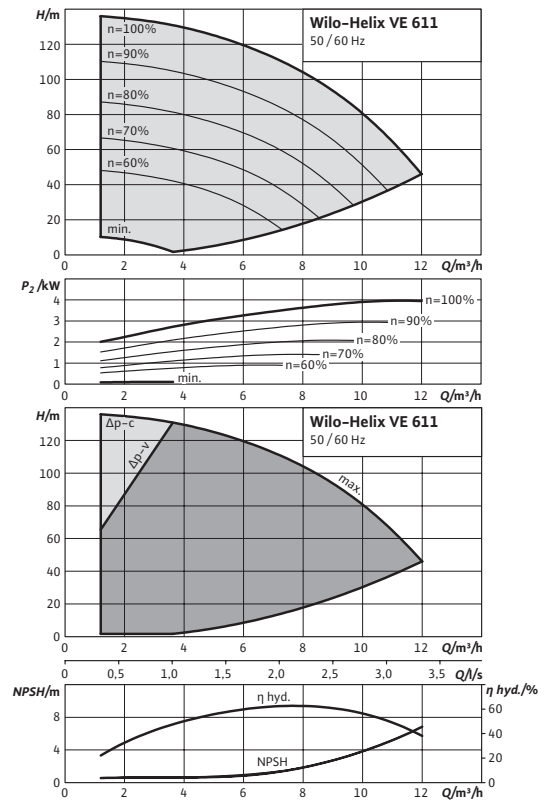 H/m
Wilo-Helix VE 611
50 / 60 Hz
n=100%
120
n=90%
100
n=80%
80
n=70%
60
n=60%
40
20
min.
0
0 2 4 6 8 10 12 Q/m³/h
P₂ /kW
4
n=100%
3
n=90%
2
n=80%
n=70%
1
n=60%
min.
0
0 2 4 6 8 10 12 Q/m³/h
H/m
Wilo-Helix VE 611
50 / 60 Hz
Δp-c
120
Δp-v
100
max.
80
60
40
20
0
0 2 4 6 8 10 12 Q/m³/h
0 0,5 1,0 1,5 2,0 2,5 3,0 3,5 Q/l/s
NPSH/m
η hyd./%
η hyd.
8
60
4
40
NPSH
20
0
0
0 2 4 6 8 10 12 Q/m³/h